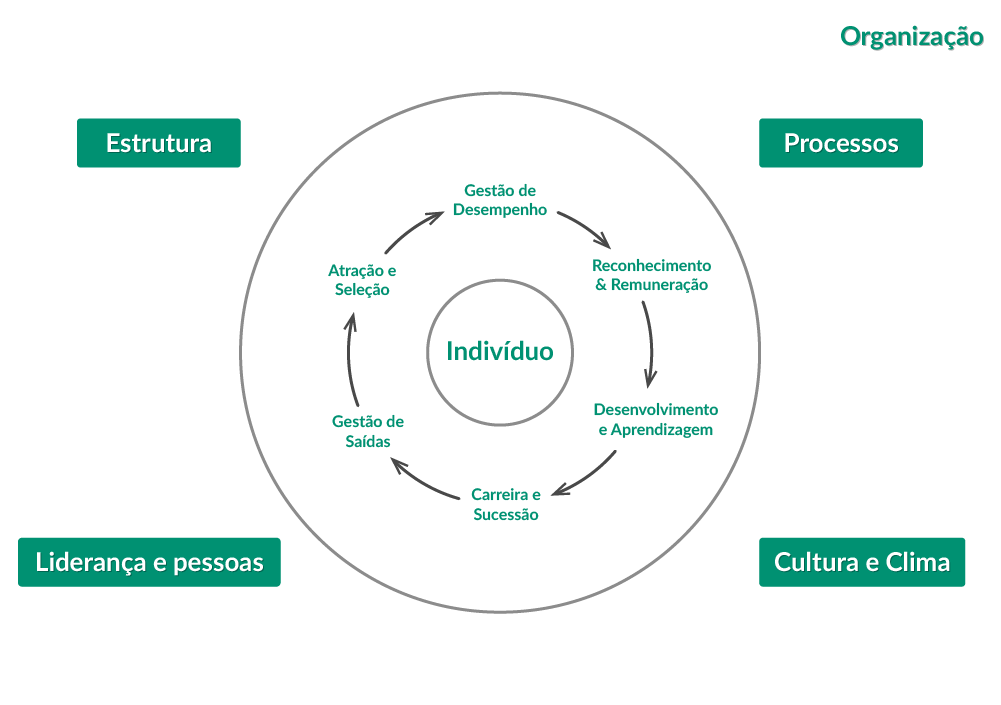 Organização
Estrutura
Processos
Gestão de
Desempenho
Atração e
Seleção
Reconhecimento
& Remuneração
Indivíduo
Gestão de
Saídas
Desenvolvimento
e Aprendizagem
Carreira e
Sucessão
Liderança e pessoas
Cultura e Clima